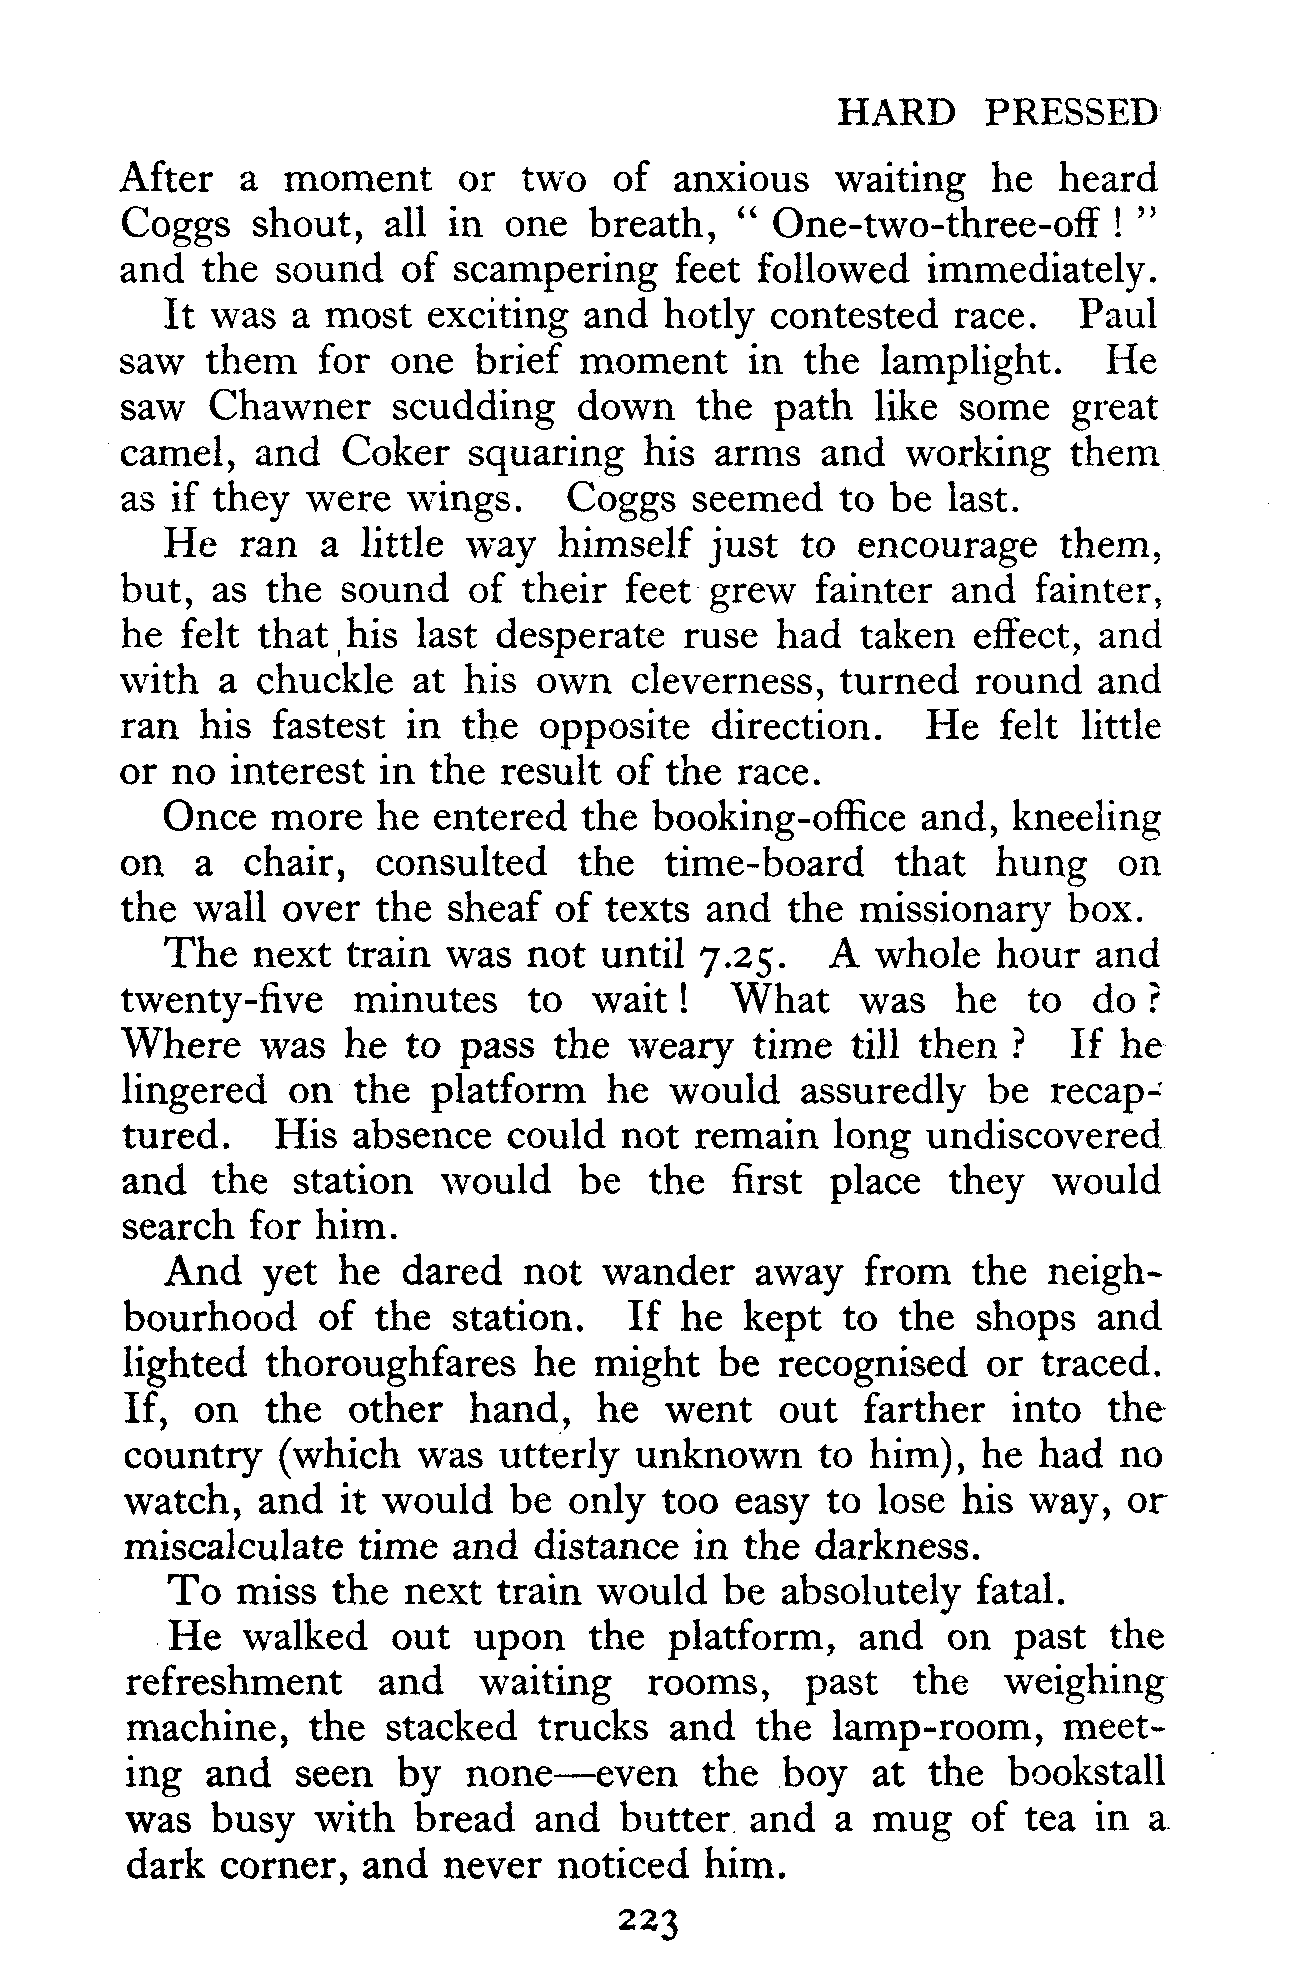 HARD PRESSED
After a moment or two of anxious waiting he heard
Coggs shout, all in one breath, “ One-two-three-off ! ”
and the sound of scampering feet followed immediately.
It was a most exciting and hotly contested race. Paul
saw them for one brief moment in the lamplight. He
saw Chawner scudding down the path like some great
camel, and Coker squaring his arms and working them
as if they were wings. Coggs seemed to be last.
He ran a little way himself just to encourage them,
but, as the sound of their feet grew fainter and fainter,
he felt that his last desperate ruse had taken effect, and
with a chuckle at his own cleverness, turned round and
ran his fastest in the opposite direction. He felt little
or no interest in the result of the race.
Once more he entered the booking-office and, kneeling
on a chair, consulted the time-board that hung on
the wall over the sheaf of texts and the missionary box.
The next train was not until 7.25. A whole hour and
twenty-five minutes to wait ! What was he to do ?
Where was he to pass the weary time till then ? If he
lingered on the platform he would assuredly be recap-
tured. His absence could not remain long undiscovered
and the station would be the first place they would
search for him.
And yet he dared not wander away from the neigh-
bourhood of the station. If he kept to the shops and
lighted thoroughfares he might be recognised or traced.
If, on the other hand, he went out farther into the
country (which was utterly unknown to him), he had no
watch, and it would be only too easy to lose his way, or
miscalculate time and distance in the darkness.
To miss the next train would be absolutely fatal.
He walked out upon the platform, and on past the
refreshment and waiting rooms, past the weighing
machine, the stacked trucks and the lamp-room, meet-
ing and seen by none—even the boy at the bookstall
was busy with bread and butter and a mug of tea in a
dark corner, and never noticed him.
223